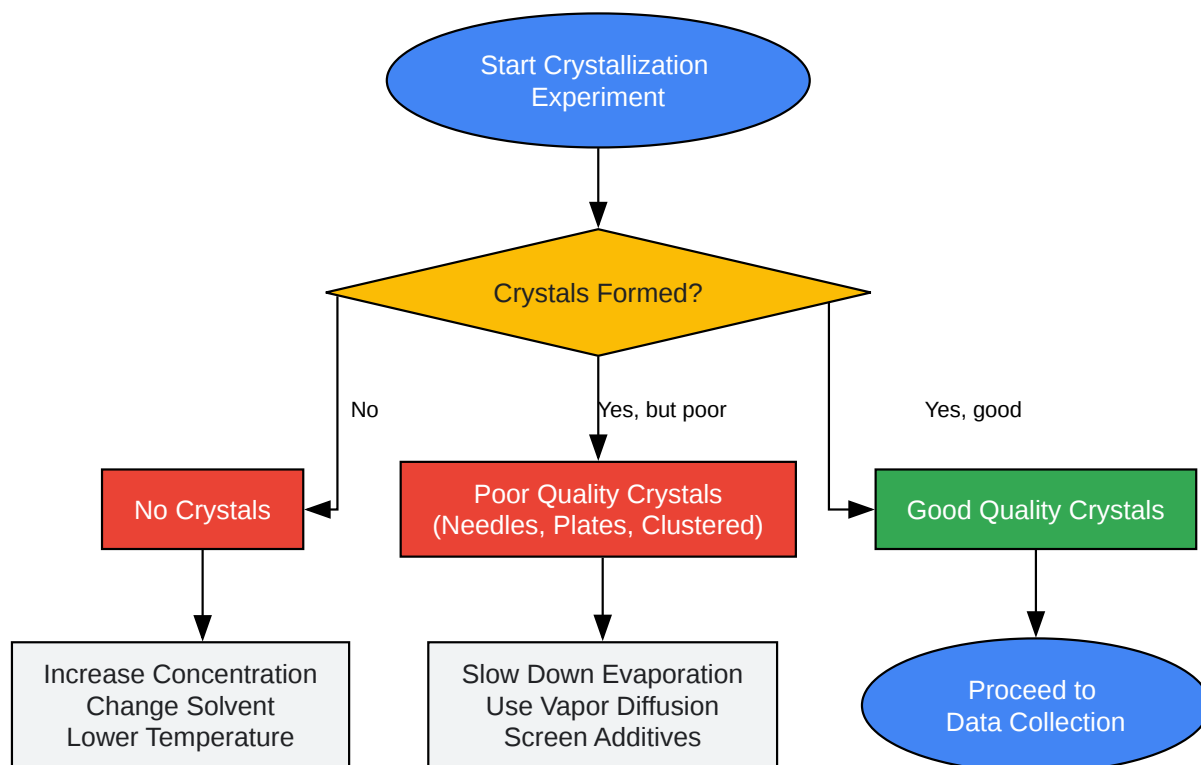 Start Crystallization
Experiment
Crystals Formed?
No
Yes, but poor
Yes, good
No Crystals
Poor Quality Crystals
(Needles, Plates, Clustered)
Good Quality Crystals
Increase Concentration
Change Solvent
Lower Temperature
Slow Down Evaporation
Use Vapor Diffusion
Screen Additives
Proceed to
Data Collection